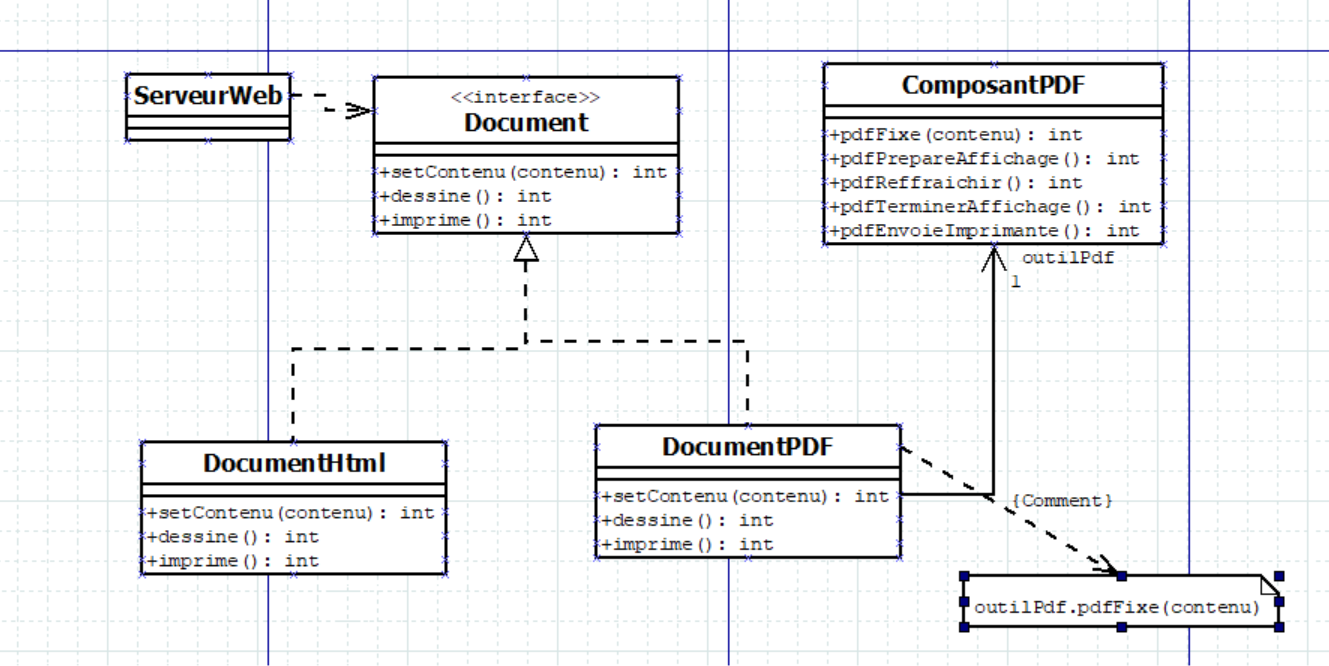 ServeurWeb
<<interface>>
Document
+setContenu(contenu): int
+dessine(): int
+imprime(): int
ComposantPDF
+pdfFixe(contenu): int
+pdfPrepareAffichage(): int
+pdfReffraichir(): int
+pdfTerminerAffichage(): int
+pdfEnvoieImprimante(): int
outilPdf
1
DocumentHtml
+setContenu(contenu): int
+dessine(): int
+imprime(): int
DocumentPDF
+setContenu(contenu): int
+dessine(): int
+imprime(): int
{Comment}
outilPdf.pdfFixe(contenu)